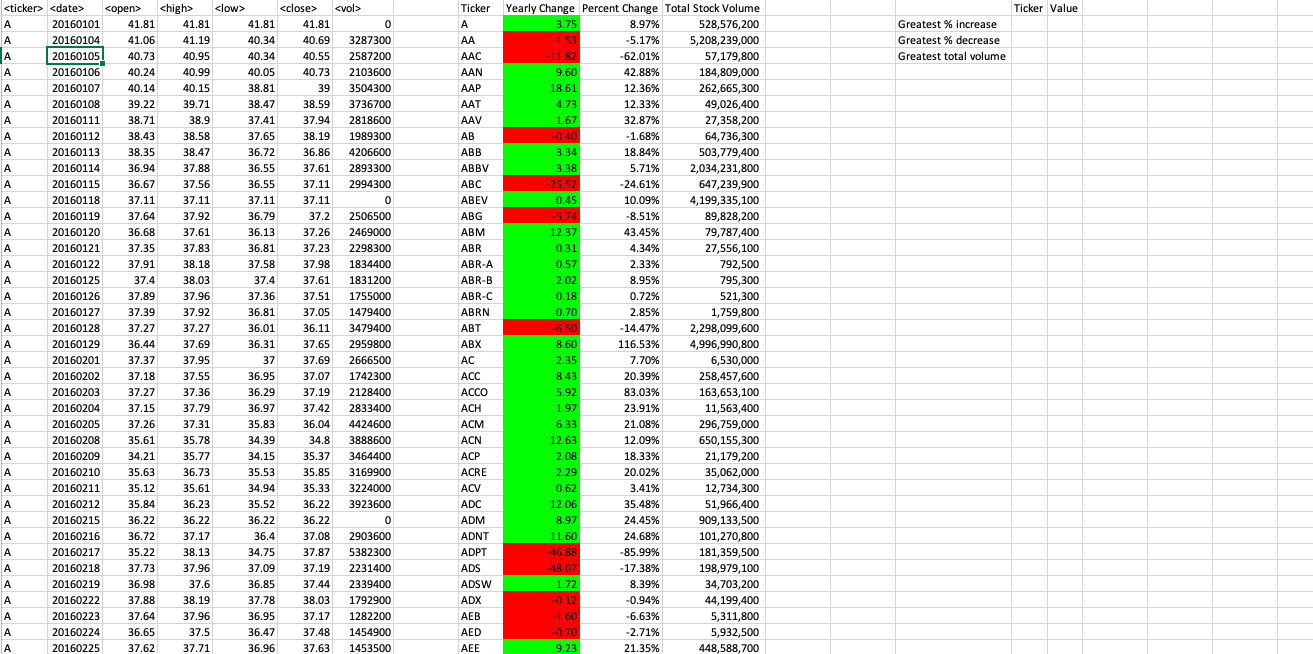 <ticker> <date> <open> <high> <low> <close> <vol> Ticker Yearly Change Percent Change Total Stock Volume Ticker Value
A 20160101 41.81 41.81 41.81 41.81 0 A 3.75 8.97% 528,576,200 Greatest % increase
A 20160104 41.06 41.19 40.34 40.69 3287300 AA -1.53 -5.17% 5,208,239,000 Greatest % decrease
A 20160105 40.73 40.95 40.34 40.55 2587200 AAC -11.82 -62.01% 57,179,800 Greatest total volume
A 20160106 40.24 40.99 40.05 40.73 2103600 AAN 9.60 42.88% 184,809,000
A 20160107 40.14 40.15 38.81 39 3504300 AAP 18.61 12.36% 262,665,300
A 20160108 39.22 39.71 38.47 38.59 3736700 AAT 4.73 12.33% 49,026,400
A 20160111 38.71 38.9 37.41 37.94 2818600 AAV 1.67 32.87% 27,358,200
A 20160112 38.43 38.58 37.65 38.19 1989300 AB -0.40 -1.68% 64,736,300
A 20160113 38.35 38.47 36.72 36.86 4206600 ABB 3.34 18.84% 503,779,400
A 20160114 36.94 37.88 36.55 37.61 2893300 ABBV 3.38 5.71% 2,034,231,800
A 20160115 36.67 37.56 36.55 37.11 2994300 ABC -25.52 -24.61% 647,239,900
A 20160118 37.11 37.11 37.11 37.11 0 ABEV 0.45 10.09% 4,199,335,100
A 20160119 37.64 37.92 36.79 37.2 2506500 ABG -5.74 -8.51% 89,828,200
A 20160120 36.68 37.61 36.13 37.26 2469000 ABM 12.37 43.45% 79,787,400
A 20160121 37.35 37.83 36.81 37.23 2298300 ABR 0.31 4.34% 27,556,100
A 20160122 37.91 38.18 37.58 37.98 1834400 ABR-A 0.57 2.33% 792,500
A 20160125 37.4 38.03 37.4 37.61 1831200 ABR-B 2.02 8.95% 795,300
A 20160126 37.89 37.96 37.36 37.51 1755000 ABR-C 0.18 0.72% 521,300
A 20160127 37.39 37.92 36.81 37.05 1479400 ABRN 0.70 2.85% 1,759,800
A 20160128 37.27 37.27 36.01 36.11 3479400 ABT -6.50 -14.47% 2,298,099,600
A 20160129 36.44 37.69 36.31 37.65 2959800 ABX 8.60 116.53% 4,996,990,800
A 20160201 37.37 37.95 37 37.69 2666500 AC 2.35 7.70% 6,530,000
A 20160202 37.18 37.55 36.95 37.07 1742300 ACC 8.43 20.39% 258,457,600
A 20160203 37.27 37.36 36.29 37.19 2128400 ACCO 5.92 83.03% 163,653,100
A 20160204 37.15 37.79 36.97 37.42 2833400 ACH 1.97 23.91% 11,563,400
A 20160205 37.26 37.31 35.83 36.04 4424600 ACM 6.33 21.08% 296,759,000
A 20160208 35.61 35.78 34.39 34.8 3888600 ACN 12.63 12.09% 650,155,300
A 20160209 34.21 35.77 34.15 35.37 3464400 ACP 2.08 18.33% 21,179,200
A 20160210 35.63 36.73 35.53 35.85 3169900 ACRE 2.29 20.02% 35,062,000
A 20160211 35.12 35.61 34.94 35.33 3224000 ACV 0.62 3.41% 12,734,300
A 20160212 35.84 36.23 35.52 36.22 3923600 ADC 12.06 35.48% 51,966,400
A 20160215 36.22 36.22 36.22 36.22 0 ADM 8.97 24.45% 909,133,500
A 20160216 36.72 37.17 36.4 37.08 2903600 ADNT 11.60 24.68% 101,270,800
A 20160217 35.22 38.13 34.75 37.87 5382300 ADPT -46.88 -85.99% 181,359,500
A 20160218 37.73 37.96 37.09 37.19 2231400 ADS -48.07 -17.38% 198,979,100
A 20160219 36.98 37.6 36.85 37.44 2339400 ADSW 1.72 8.39% 34,703,200
A 20160222 37.88 38.19 37.78 38.03 1792900 ADX -0.12 -0.94% 44,199,400
A 20160223 37.64 37.96 36.95 37.17 1282200 AEB -1.60 -6.63% 5,311,800
A 20160224 36.65 37.5 36.47 37.48 1454900 AED -0.70 -2.71% 5,932,500
A 20160225 37.62 37.71 36.96 37.63 1453500 AEE 9.23 21.35% 448,588,700